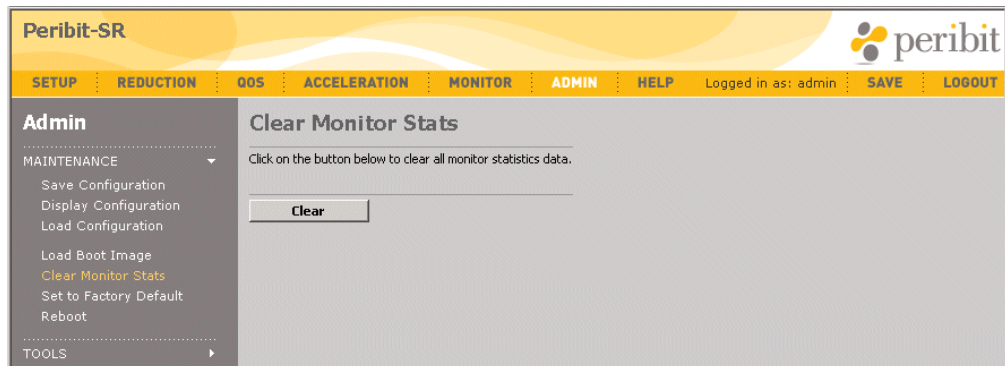 Peribit-SR
peribit
SETUP REDUCTION QOS ACCELERATION MONITOR ADMIN HELP Logged in as: admin SAVE LOGOUT
Admin
MAINTENANCE
Save Configuration
Display Configuration
Load Configuration
Load Boot Image
Clear Monitor Stats
Set to Factory Default
Reboot
TOOLS
Clear Monitor Stats
Click on the button below to clear all monitor statistics data.
Clear